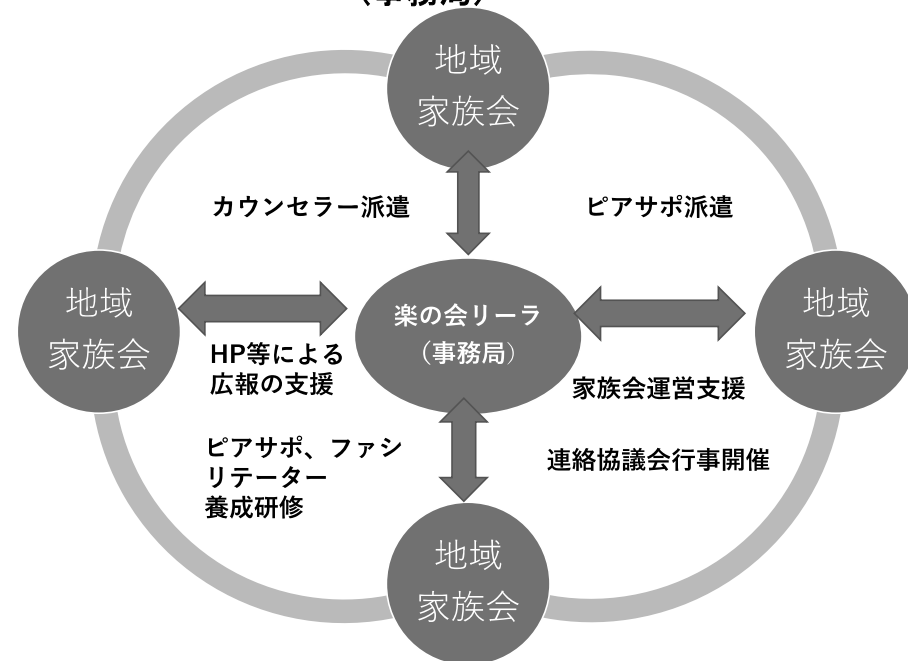 （事務局）
地域
家族会
カウンセラー派遣
ピアサポ派遣
地域
家族会
楽の会リーラ
（事務局）
地域
家族会
HP等による
広報の支援
家族会運営支援
ピアサポ、ファシ
リテーター
養成研修
連絡協議会行事開催
地域
家族会